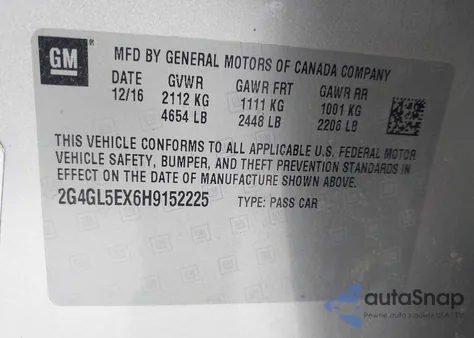 GM
MFD BY GENERAL MOTORS OF CANADA COMPANY
DATE GVWR GAWR FRT GAWR RR
12/16 2112 KG 1111 KG 1001 KG
4654 LB 2448 LB 2206 LB
THIS VEHICLE CONFORMS TO ALL APPLICABLE U.S. FEDERAL MOTOR
VEHICLE SAFETY, BUMPER, AND THEFT PREVENTION STANDARDS IN
EFFECT ON THE DATE OF MANUFACTURE SHOWN ABOVE.
2G4GL5EX6H9152225 TYPE: PASS CAR
autoSnap
Pewne auto z